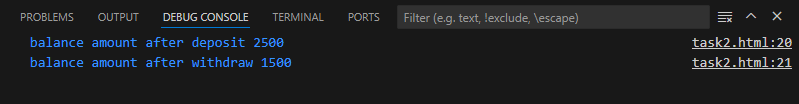 PROBLEMS OUTPUT DEBUG CONSOLE TERMINAL PORTS Filter (e.g. text, !exclude, \escape)
balance amount after deposit 2500 task2.html:20
balance amount after withdraw 1500 task2.html:21